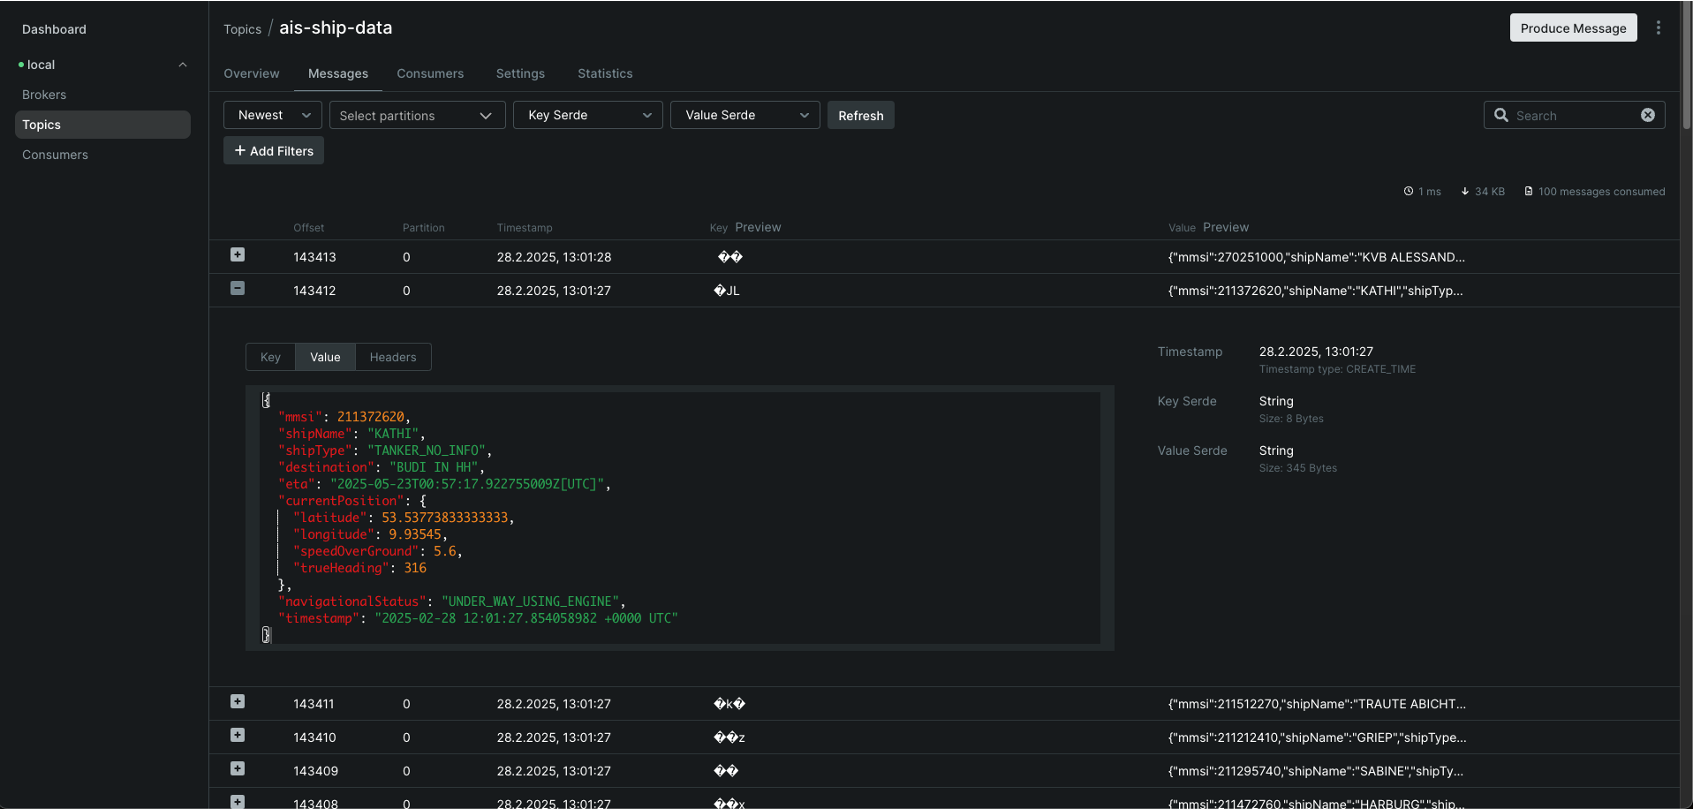 Dashboard
local
Brokers
Topics
Consumers
Topics / ais-ship-data
Produce Message
Overview Messages Consumers Settings Statistics
Newest Select partitions Key Serde Value Serde Refresh Search
+ Add Filters
1 ms 34 KB 100 messages consumed
Offset Partition Timestamp Key Preview Value Preview
143413 0 28.2.2025, 13:01:28 �� {"mmsi":270251000,"shipName":"KVB ALESSAND...
143412 0 28.2.2025, 13:01:27 �JL {"mmsi":211372620,"shipName":"KATHI","shipTyp...
Key Value Headers
{
"mmsi": 211372620,
"shipName": "KATHI",
"shipType": "TANKER_NO_INFO",
"destination": "BUDI IN HH",
"eta": "2025-05-23T00:57:17.922755009Z[UTC]",
"currentPosition": {
"latitude": 53.53773833333333,
"longitude": 9.93545,
"speedOverGround": 5.6,
"trueHeading": 316
},
"navigationalStatus": "UNDER_WAY_USING_ENGINE",
"timestamp": "2025-02-28 12:01:27.854058982 +0000 UTC"
}
Timestamp 28.2.2025, 13:01:27
Timestamp type: CREATE_TIME
Key Serde String
Size: 8 Bytes
Value Serde String
Size: 345 Bytes
143411 0 28.2.2025, 13:01:27 �k� {"mmsi":211512270,"shipName":"TRAUTE ABICHT...
143410 0 28.2.2025, 13:01:27 ��z {"mmsi":211212410,"shipName":"GRIEP","shipType...
143409 0 28.2.2025, 13:01:27 �� {"mmsi":211295740,"shipName":"SABINE","shipTy...
143408 0 28.2.2025, 13:01:27 ��x {"mmsi":211472760,"shipName":"HARBURG","ship...